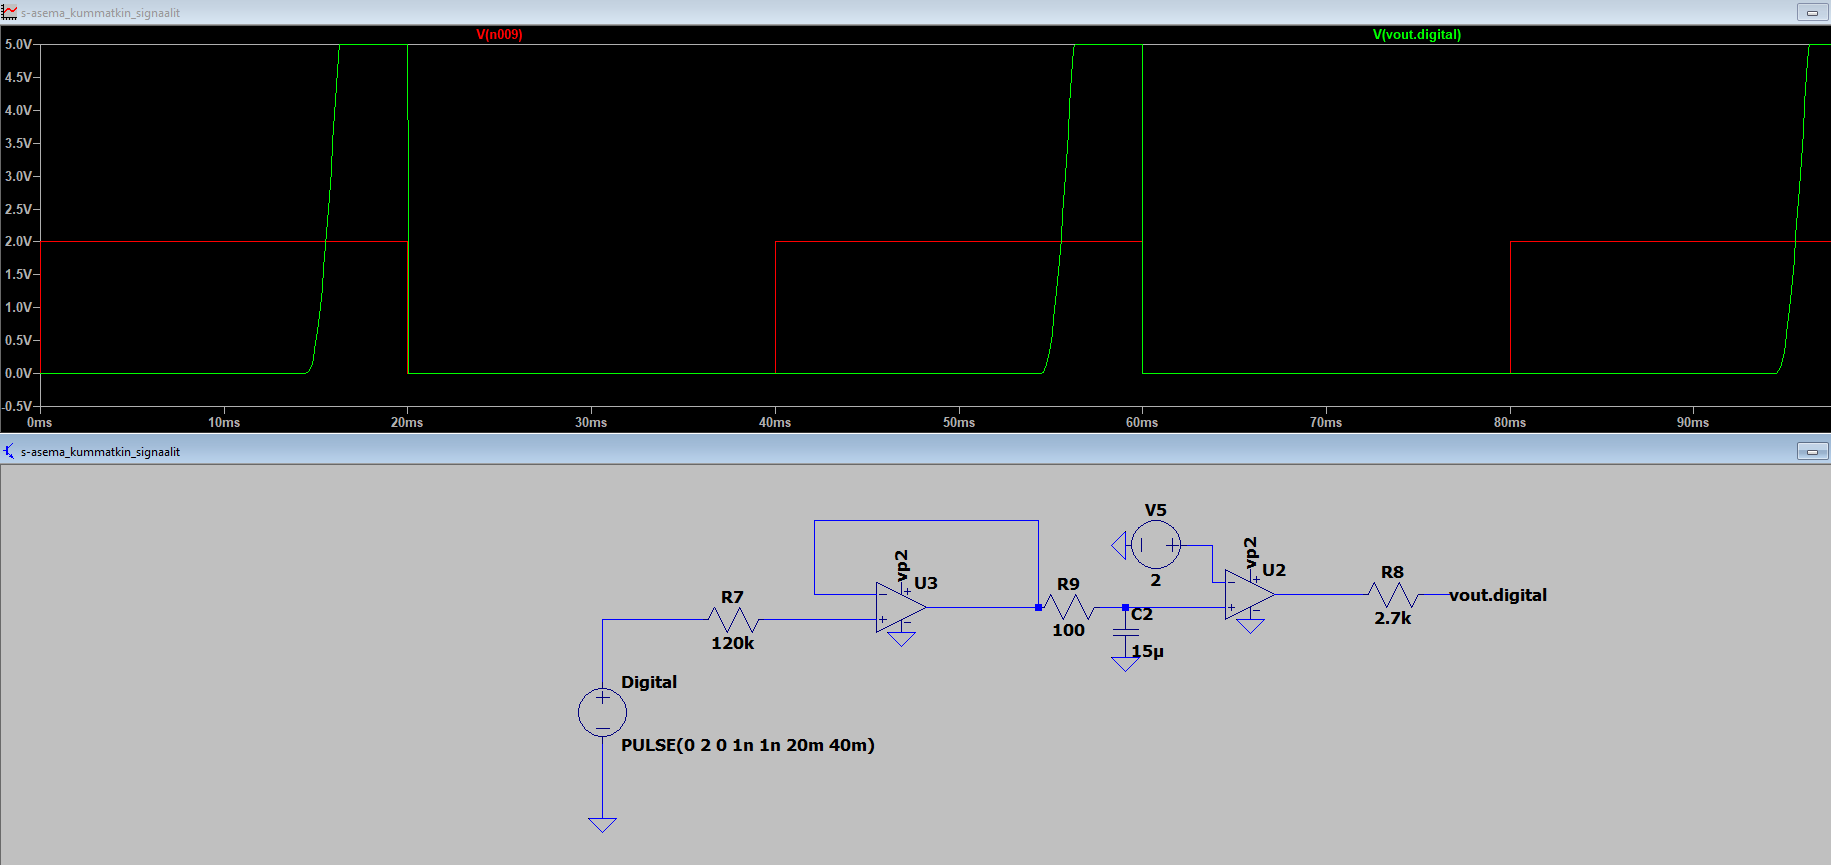 s-asema_kummatkin_signaalit
V(n009) V(vout.digital)
5.0V
4.5V
4.0V
3.5V
3.0V
2.5V
2.0V
1.5V
1.0V
0.5V
0.0V
-0.5V
0ms 10ms 20ms 30ms 40ms 50ms 60ms 70ms 80ms 90ms
s-asema_kummatkin_signaalit
V5
2
vp2
U3
R7
120k
R9
100
C2
15µ
vp2
U2
R8
2.7k
vout.digital
Digital
PULSE(0 2 0 1n 1n 20m 40m)